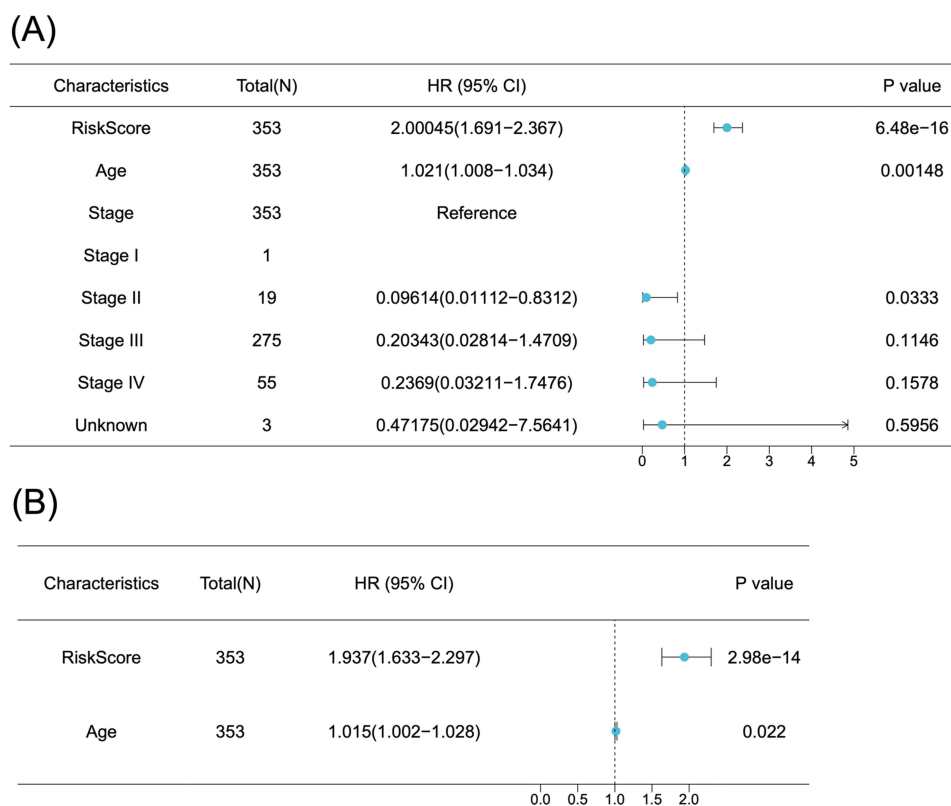 (A)
Characteristics Total(N) HR (95% CI) P value
RiskScore 353 2.00045(1.691−2.367) 6.48e−16
Age 353 1.021(1.008−1.034) 0.00148
Stage 353 Reference
Stage I 1
Stage II 19 0.09614(0.01112−0.8312) 0.0333
Stage III 275 0.20343(0.02814−1.4709) 0.1146
Stage IV 55 0.2369(0.03211−1.7476) 0.1578
Unknown 3 0.47175(0.02942−7.5641) 0.5956
0 1 2 3 4 5
(B)
Characteristics Total(N) HR (95% CI) P value
RiskScore 353 1.937(1.633−2.297) 2.98e−14
Age 353 1.015(1.002−1.028) 0.022
0.0 0.5 1.0 1.5 2.0